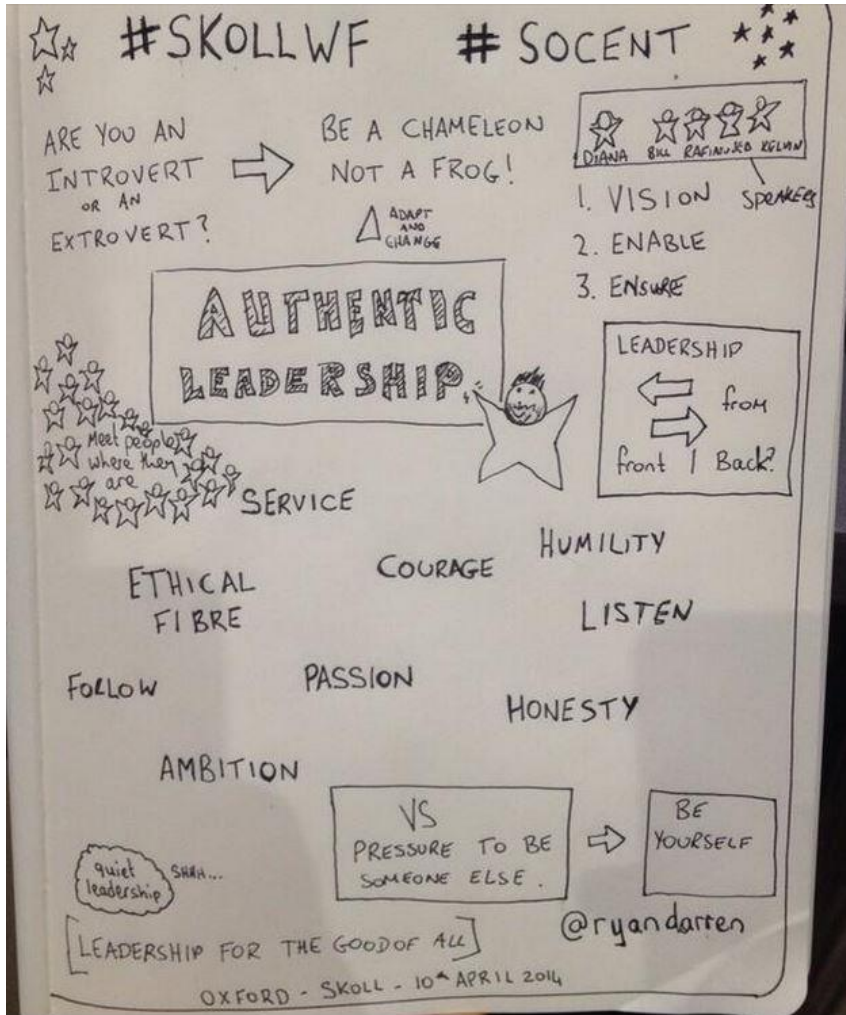 #SKOLLWF # SOCENT
ARE YOU AN
INTROVERT
OR AN
EXTROVERT?
BE A CHAMELEON
NOT A FROG!
ADAPT
AND
CHANGE
DIANA BILL RAFINUJED KELVIN
SPEAKERS
1. VISION
2. ENABLE
3. ENSURE
AUTHENTIC
LEADERSHIP
LEADERSHIP
from
front / Back?
Meet people
where they
are
SERVICE
HUMILITY
COURAGE
ETHICAL
FIBRE
LISTEN
FOLLOW
PASSION
HONESTY
AMBITION
VS
PRESSURE TO BE
SOMEONE ELSE.
BE
YOURSELF
quiet
leadership
SHHH...
@ryandarren
[LEADERSHIP FOR THE GOOD OF ALL]
OXFORD - SKOLL - 10th APRIL 2014